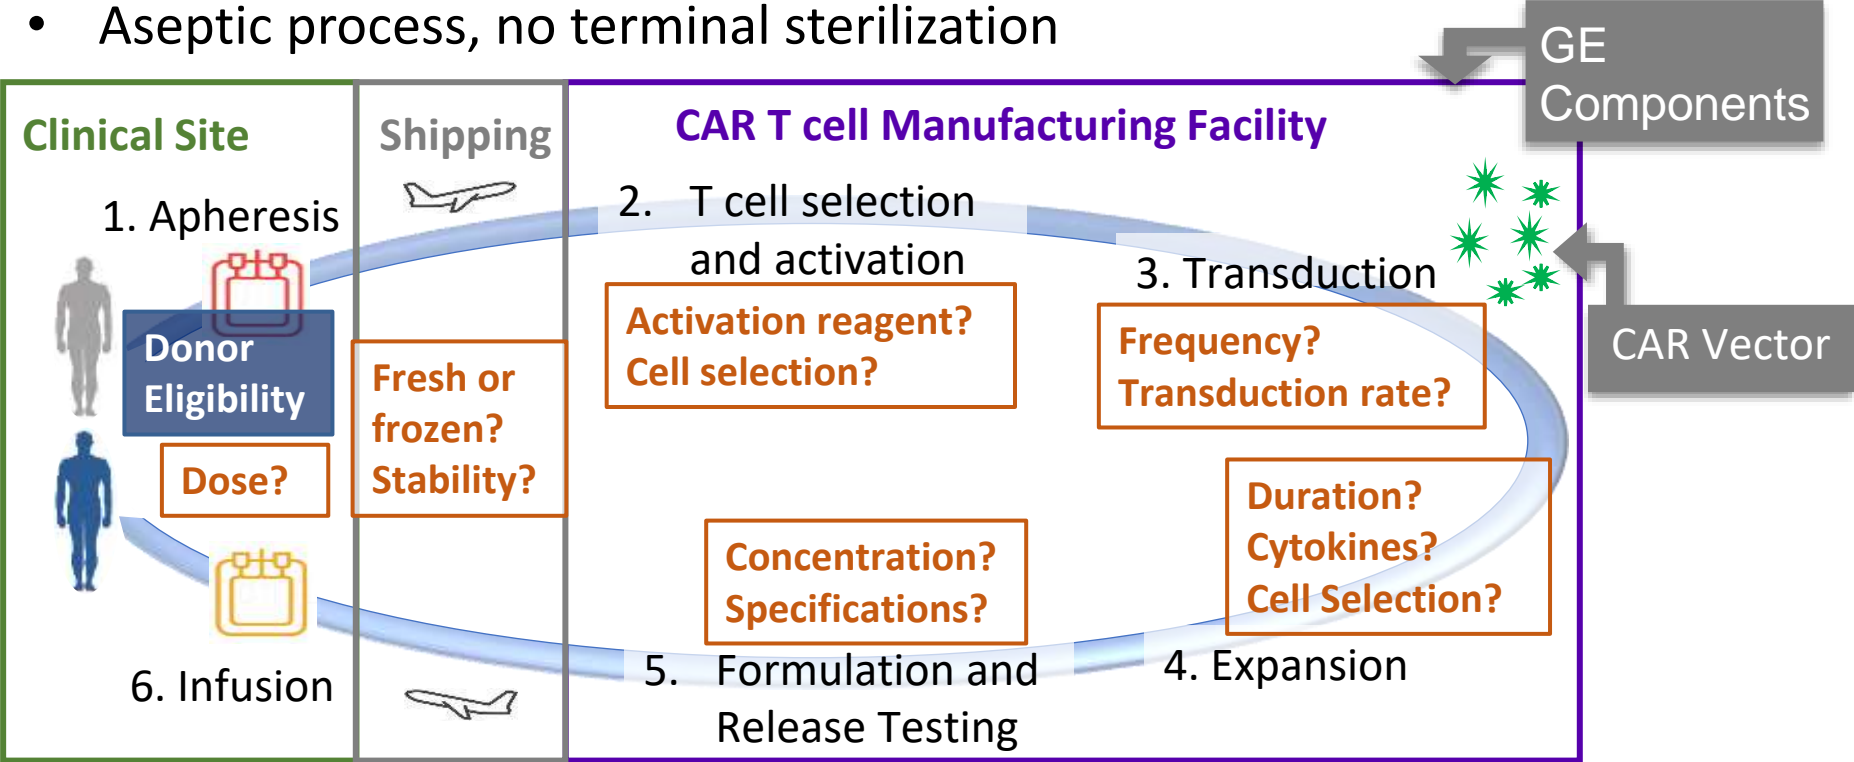 • Aseptic process, no terminal sterilization
GE
Components
Clinical Site
Shipping
CAR T cell Manufacturing Facility
1. Apheresis
2. T cell selection
and activation
3. Transduction
Donor
Eligibility
Dose?
Fresh or
frozen?
Stability?
Activation reagent?
Cell selection?
Frequency?
Transduction rate?
CAR Vector
Duration?
Cytokines?
Cell Selection?
Concentration?
Specifications?
4. Expansion
5. Formulation and
Release Testing
6. Infusion